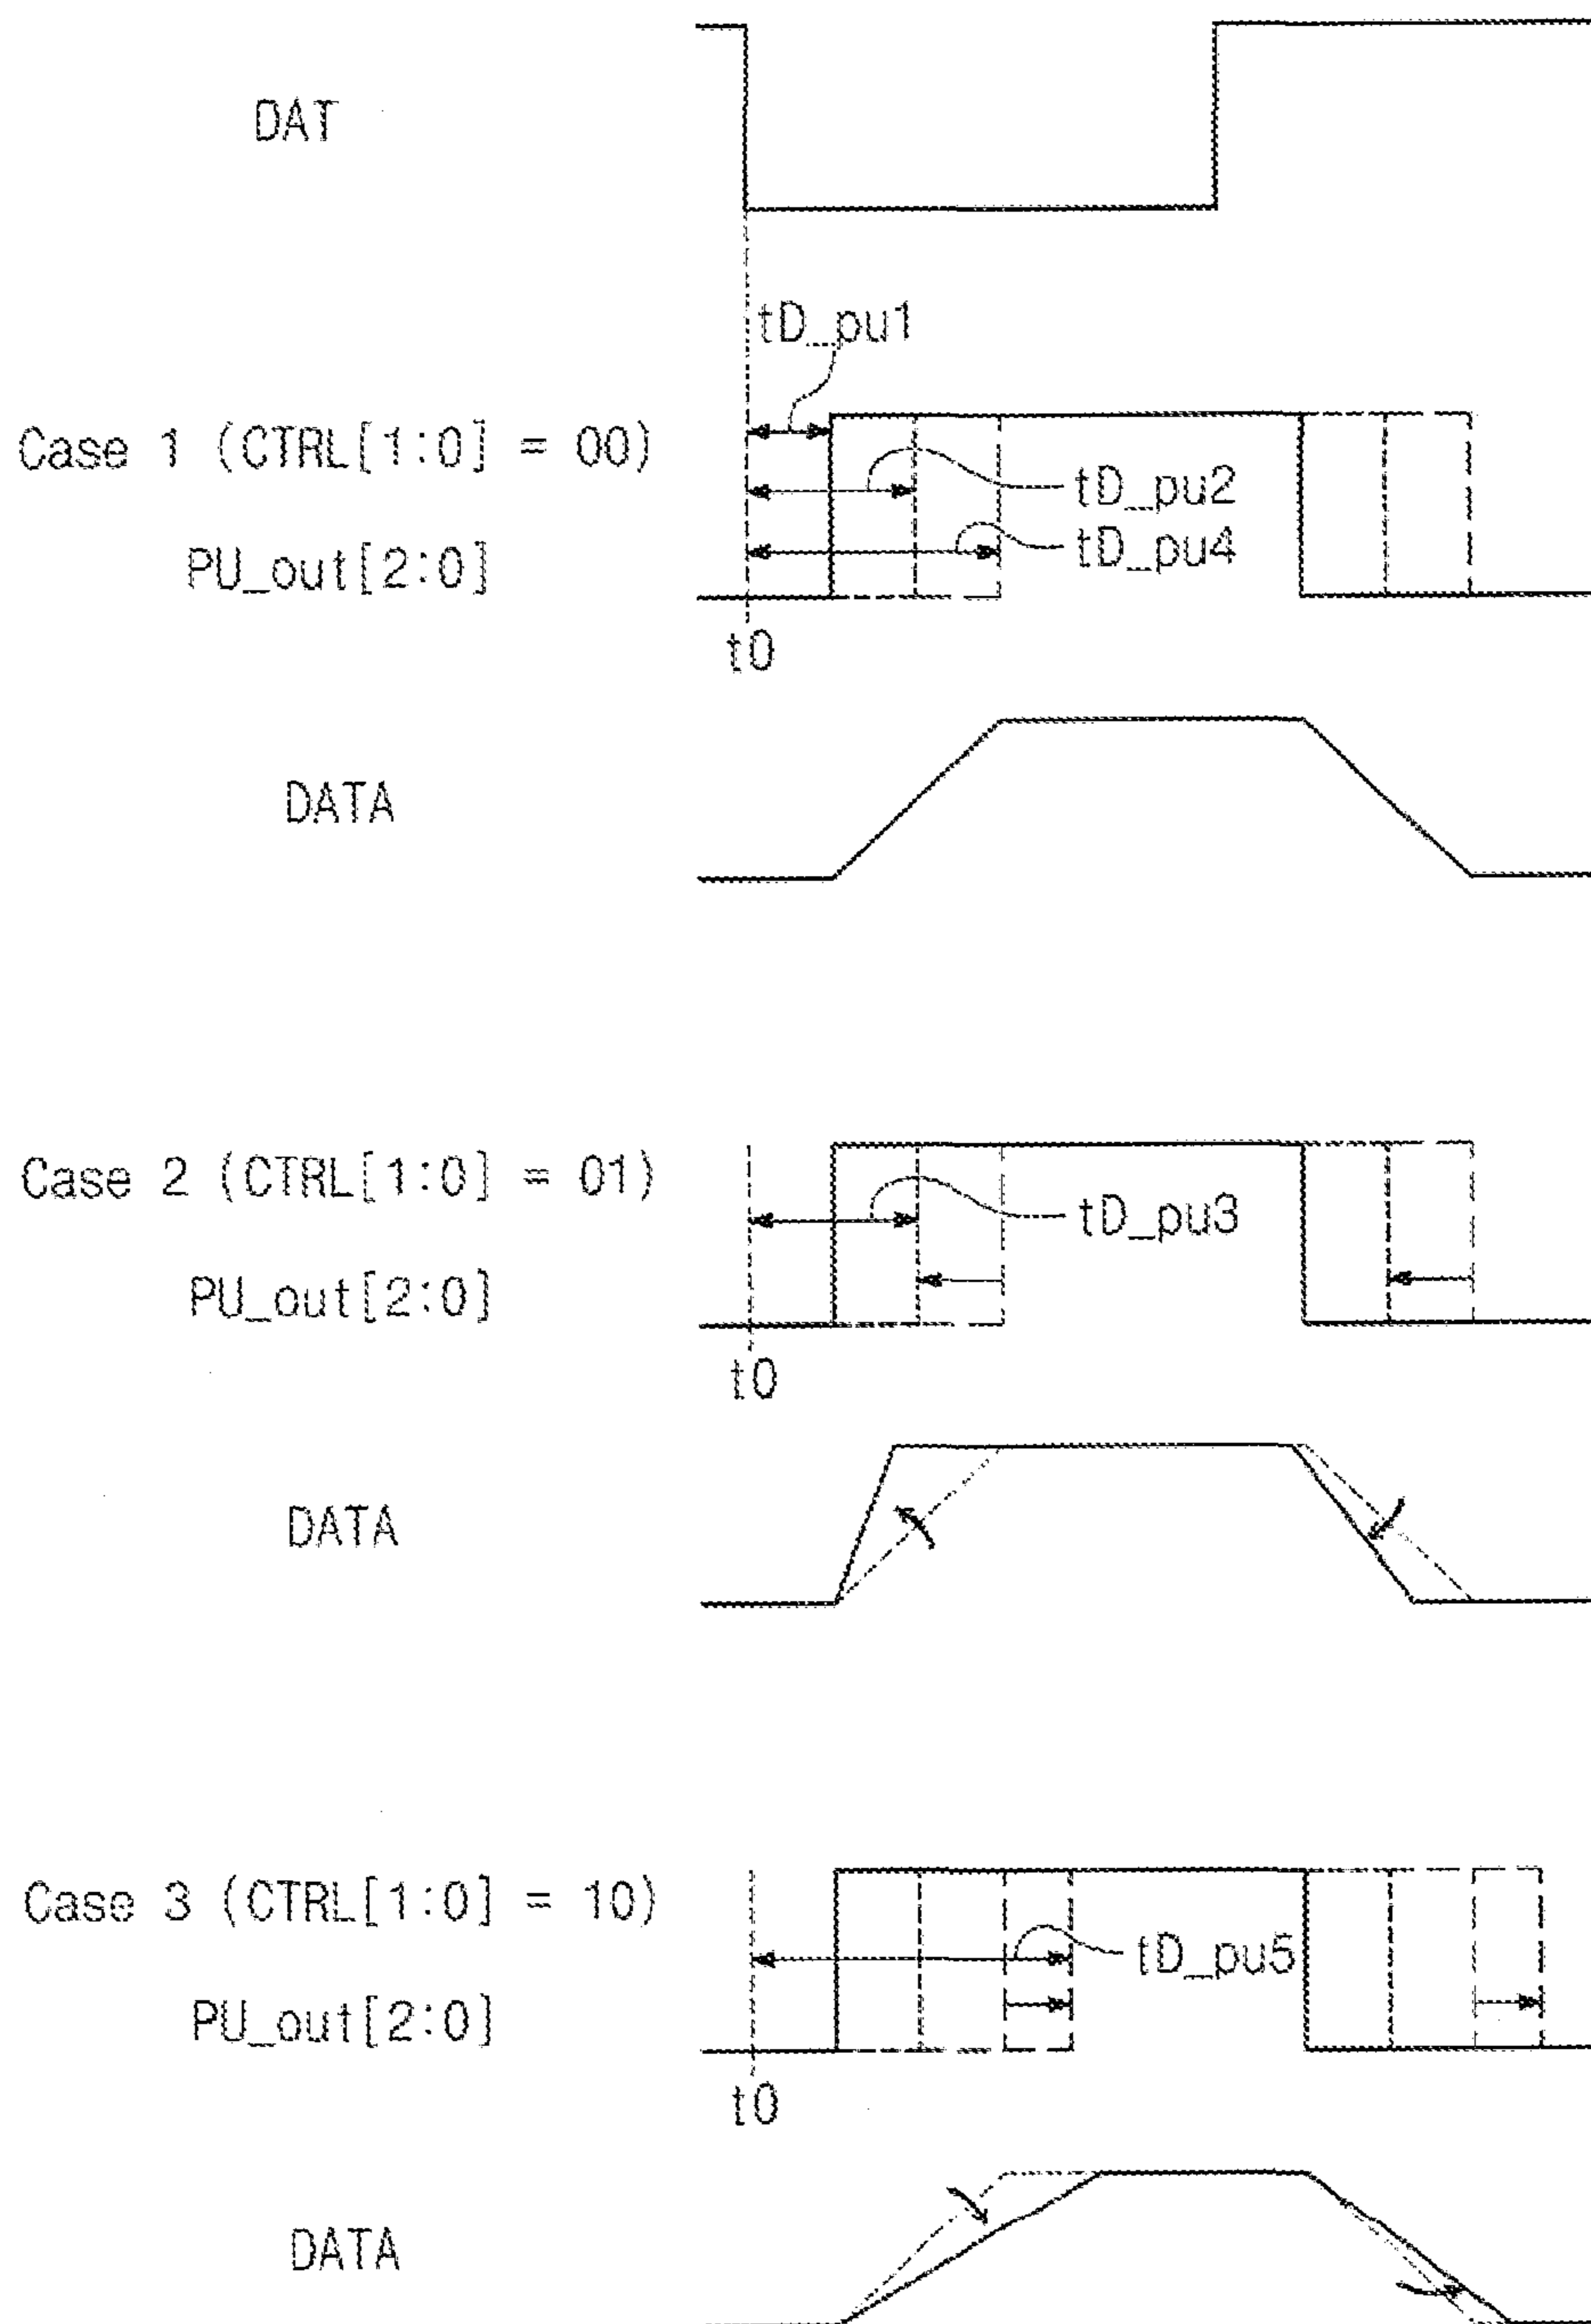 DAT
tD_pu1
Case 1 (CTRL[1:0] = 00)
tD_pu2
tD_pu4
PU_out[2:0]
t0
DATA
Case 2 (CTRL[1:0] = 01)
tD_pu3
PU_out[2:0]
t0
DATA
Case 3 (CTRL[1:0] = 10)
tD_pu5
PU_out[2:0]
t0
DATA